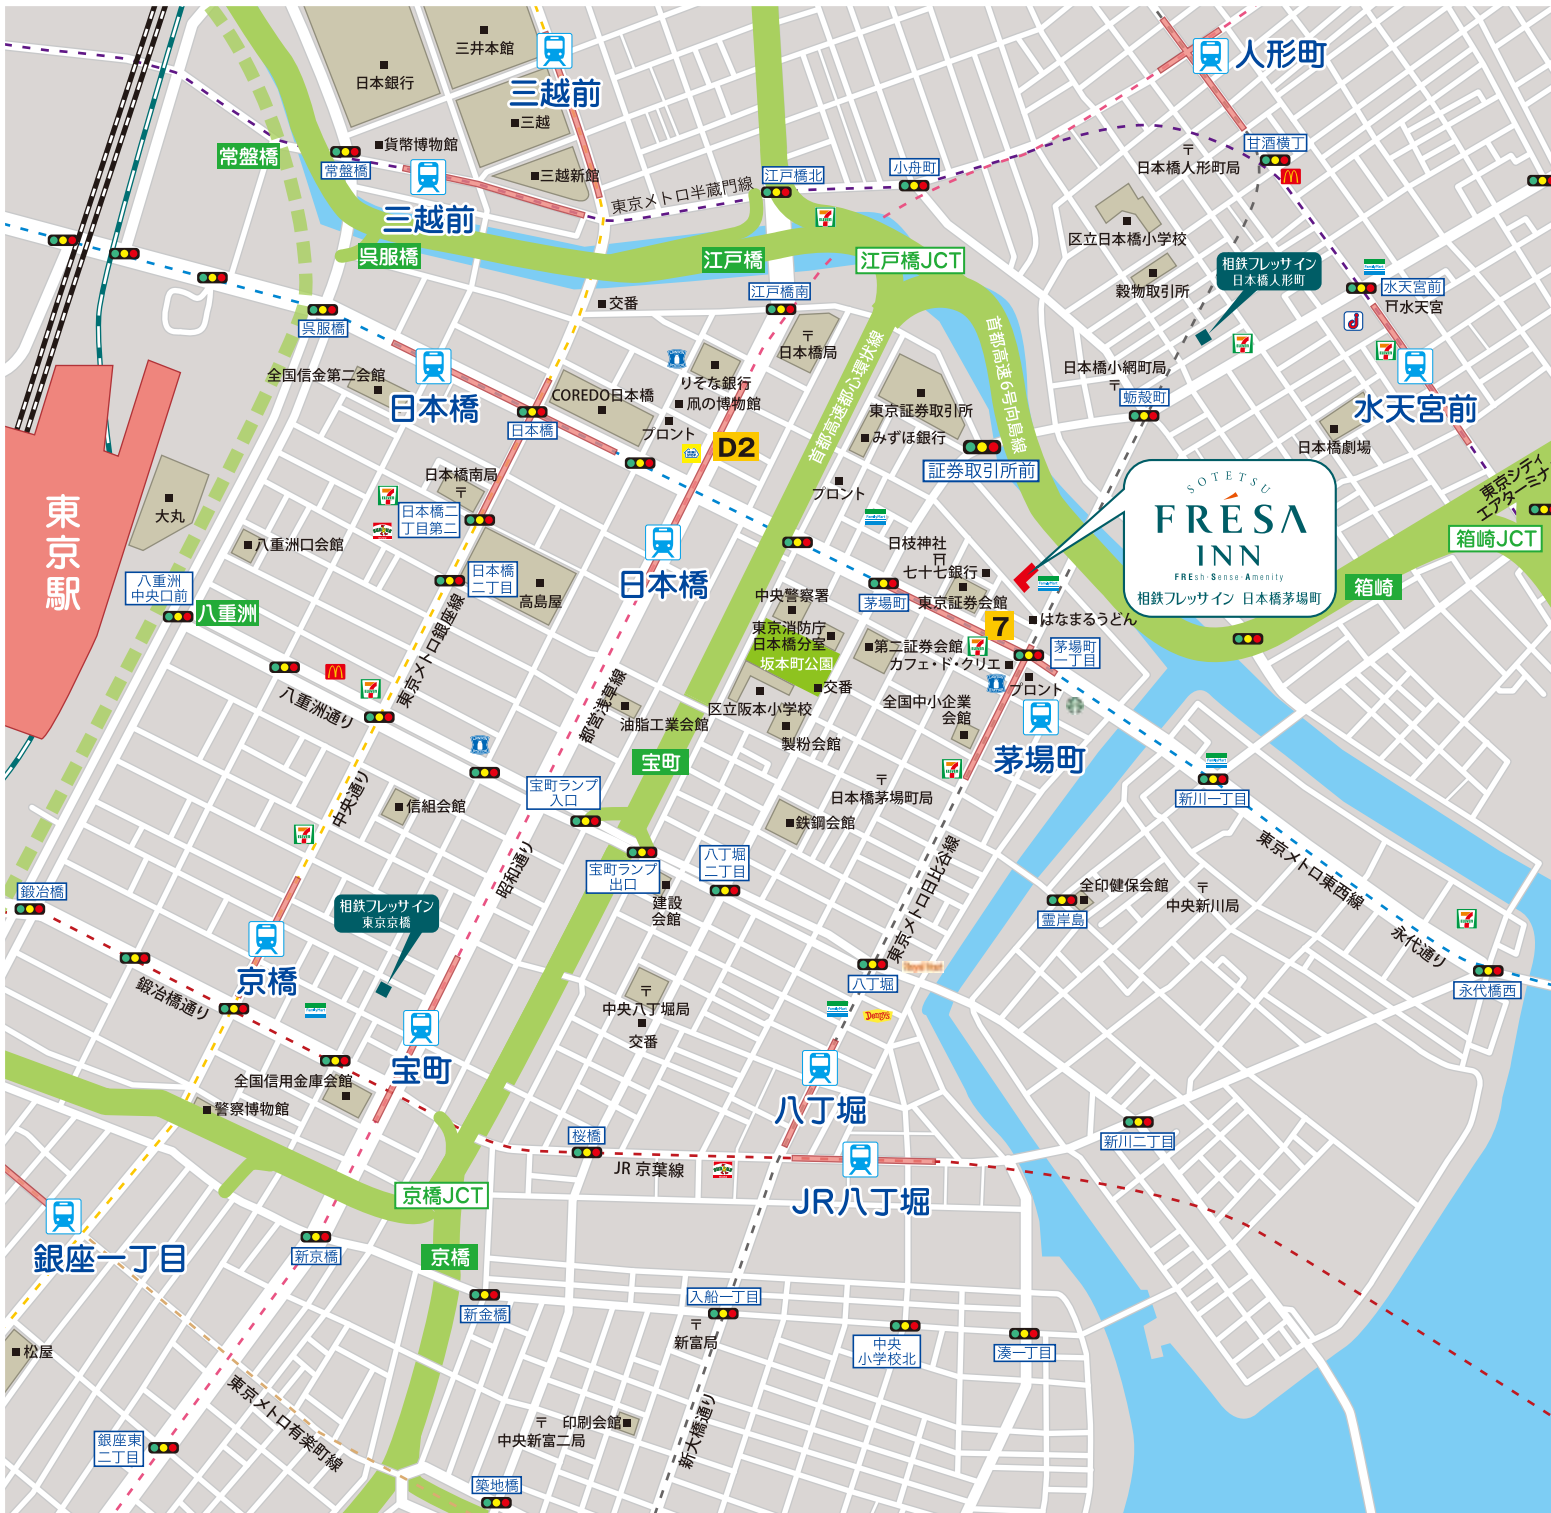 三井本館
日本銀行
三越前
三越
人形町
常盤橋
常盤橋
貨幣博物館
三越前
三越新館
東京メトロ半蔵門線
江戸橋北
小舟町
日本橋人形町局
甘酒横丁
呉服橋
江戸橋
江戸橋JCT
区立日本橋小学校
穀物取引所
相鉄フレッサイン
日本橋人形町
水天宮前
水天宮
呉服橋
交番
江戸橋南
日本橋局
首都高速都心環状線
首都高速6号向島線
日本橋小網町局
蛎殻町
水天宮前
日本橋劇場
全国信金第二会館
日本橋
COREDO日本橋
りそな銀行
凧の博物館
プロント
D2
日本橋
東京証券取引所
みずほ銀行
証券取引所前
プロント
東京シティ
エアターミナル
箱崎JCT
箱崎
東京駅
大丸
八重洲口会館
日本橋南局
日本橋二
丁目第二
日本橋
二丁目
高島屋
日本橋
八重洲
中央口前
八重洲
八重洲通り
東京メトロ銀座線
SOTETSU
FRESA
INN
FREsh・Sense・Amenity
相鉄フレッサイン 日本橋茅場町
日枝神社
七十七銀行
茅場町
東京証券会館
7
はなまるうどん
中央警察署
東京消防庁
日本橋分室
坂本町公園
第二証券会館
カフェ・ド・クリエ
茅場町
一丁目
プロント
交番
区立阪本小学校
製粉会館
全国中小企業
会館
茅場町
都営浅草線
油脂工業会館
宝町
宝町ランプ
入口
中央通り
信組会館
昭和通り
宝町ランプ
出口
八丁堀
二丁目
建設
会館
日本橋茅場町局
鉄鋼会館
新川一丁目
東京メトロ東西線
永代通り
永代橋西
東京メトロ日比谷線
全印健保会館
霊岸島
中央新川局
鍛冶橋
相鉄フレッサイン
東京京橋
京橋
鍛冶橋通り
宝町
全国信用金庫会館
警察博物館
中央八丁堀局
交番
八丁堀
Denny's
八丁堀
桜橋
JR 京葉線
JR八丁堀
新川二丁目
京橋JCT
京橋
新京橋
銀座一丁目
新金橋
入船一丁目
新富局
中央
小学校北
湊一丁目
松屋
東京メトロ有楽町線
銀座東
二丁目
印刷会館
中央新富二局
新大橋通り
築地橋